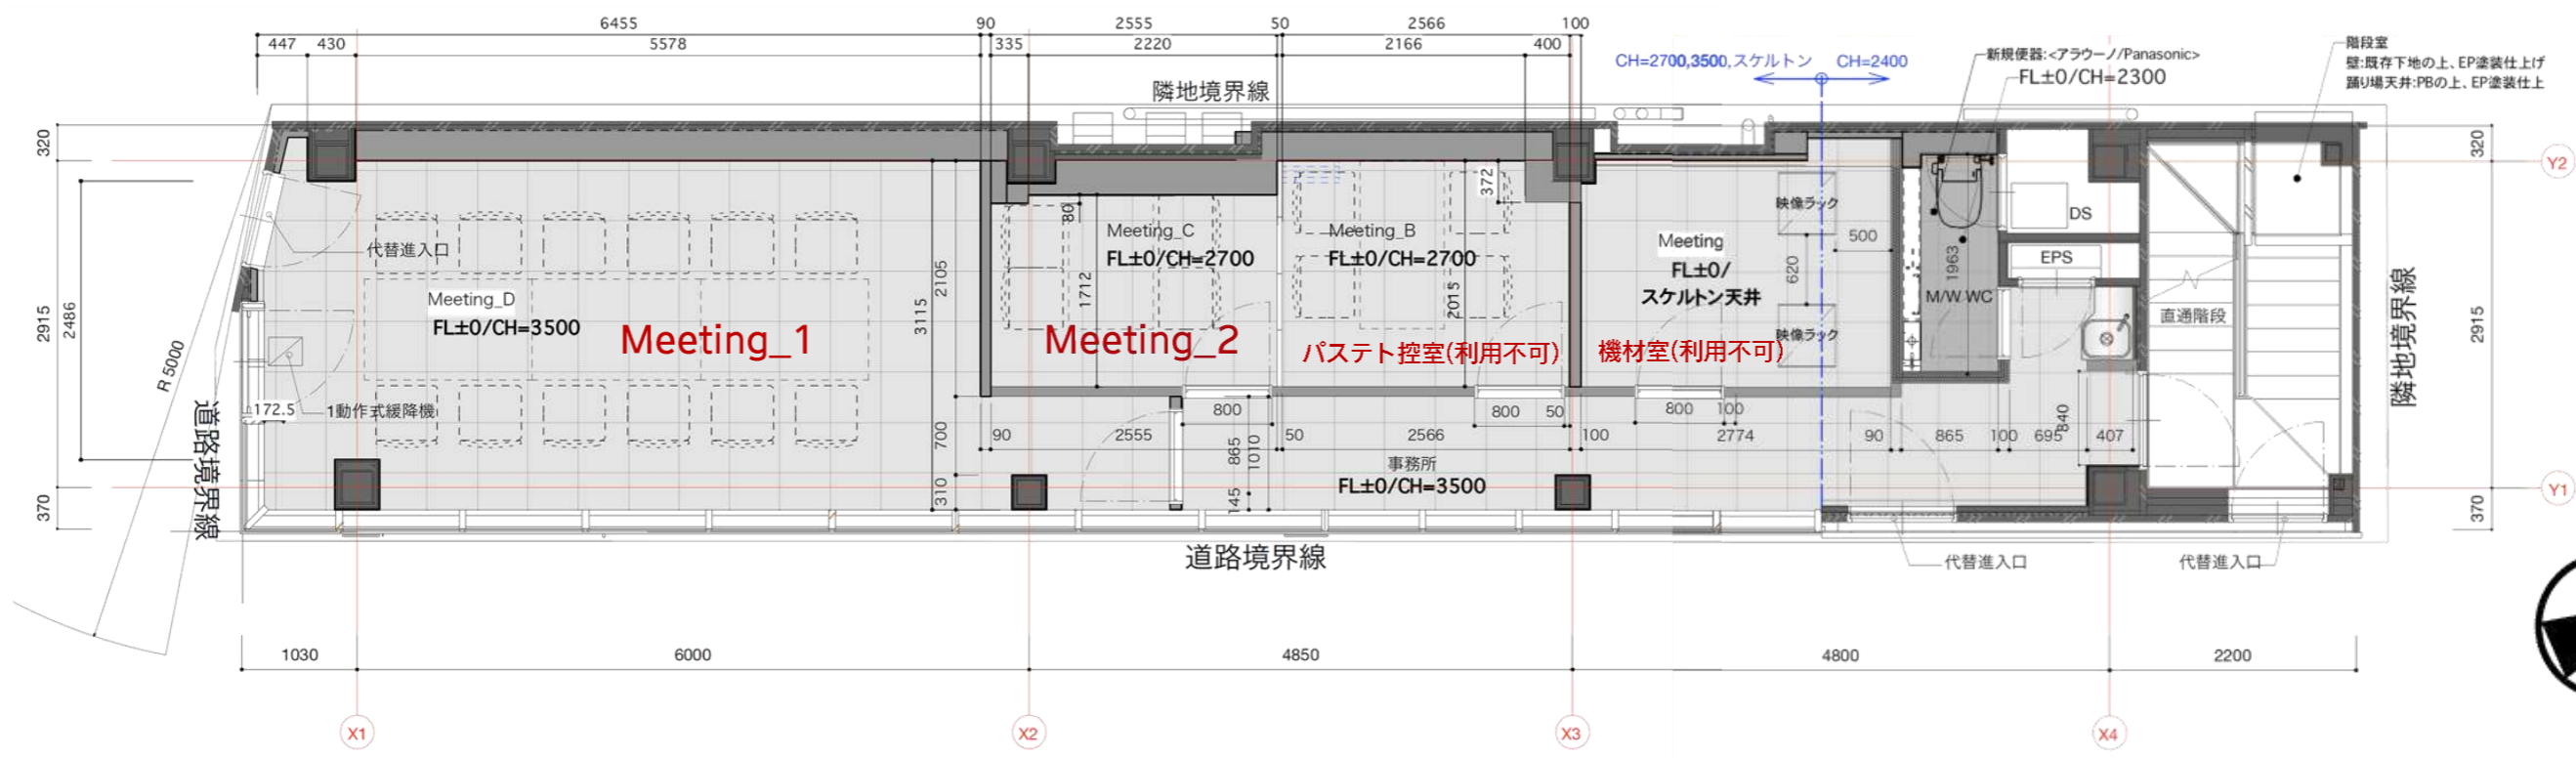 6455
90
2555
50
2566
100
447
430
5578
335
2220
2166
400
CH=2700,3500,スケルトン
CH=2400
新規便器:<アラウーノ/Panasonic>
FL±0/CH=2300
階段室
壁:既存下地の上、EP塗装仕上げ
踊り場天井:PBの上、EP塗装仕上
隣地境界線
320
320
Y2
372
80
映像ラック
DS
代替進入口
Meeting_C
FL±0/CH=2700
Meeting_B
FL±0/CH=2700
Meeting
FL±0/
スケルトン天井
500
620
1963
EPS
M/W WC
2105
3115
1712
2015
Meeting_D
FL±0/CH=3500
Meeting_1
Meeting_2
パステト控室(利用不可)
機材室(利用不可)
映像ラック
直通階段
隣地境界線
2915
2486
2915
R 5000
172.5
1動作式緩降機
道路境界線
800
800
50
800
100
840
700
90
2555
865
1010
50
2566
100
2774
90
865
100
695
407
事務所
FL±0/CH=3500
310
145
370
370
Y1
道路境界線
代替進入口
代替進入口
1030
6000
4850
4800
2200
X1
X2
X3
X4